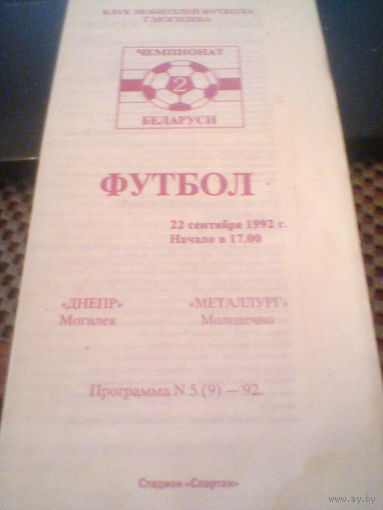 КЛУБ ЛЮБИТЕЛЕЙ ФУТБОЛА
Г.МОГИЛЕВА
ЧЕМПИОНАТ
2
БЕЛАРУСИ
ФУТБОЛ
22 сентября 1992 г.
Начало в 17.00
«ДНЕПР» «МЕТАЛЛУРГ»
Могилев Молодечно
Программа N 5 (9) — 92.
Стадион «Спартак»
www.ay.by